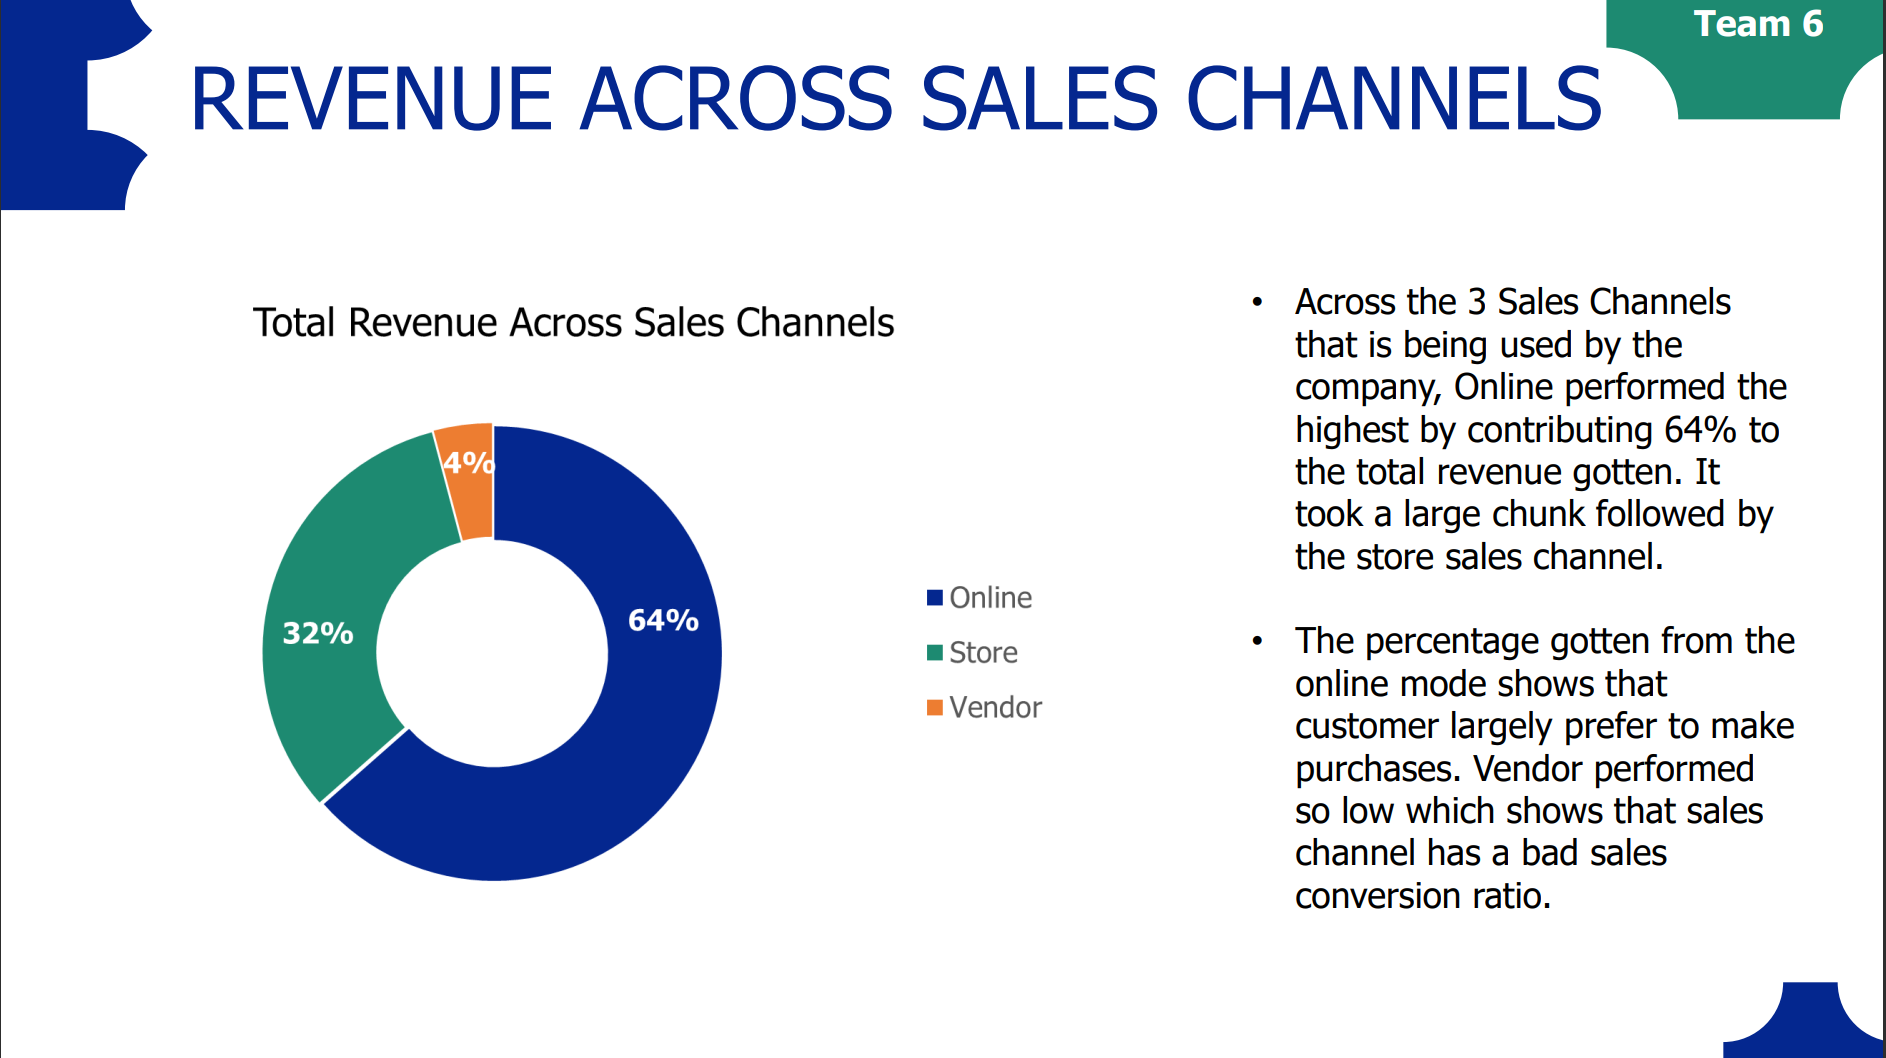 Team 6
REVENUE ACROSS SALES CHANNELS
Total Revenue Across Sales Channels
4%
32%
64%
Online
Store
Vendor
• Across the 3 Sales Channels
that is being used by the
company, Online performed the
highest by contributing 64% to
the total revenue gotten. It
took a large chunk followed by
the store sales channel.
• The percentage gotten from the
online mode shows that
customer largely prefer to make
purchases. Vendor performed
so low which shows that sales
channel has a bad sales
conversion ratio.